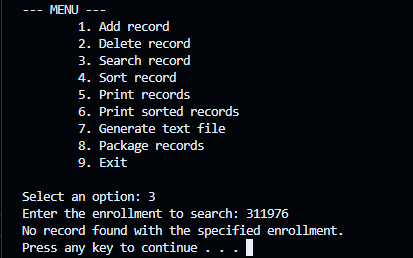 --- MENU ---
1. Add record
2. Delete record
3. Search record
4. Sort record
5. Print records
6. Print sorted records
7. Generate text file
8. Package records
9. Exit
Select an option: 3
Enter the enrollment to search: 311976
No record found with the specified enrollment.
Press any key to continue . . .